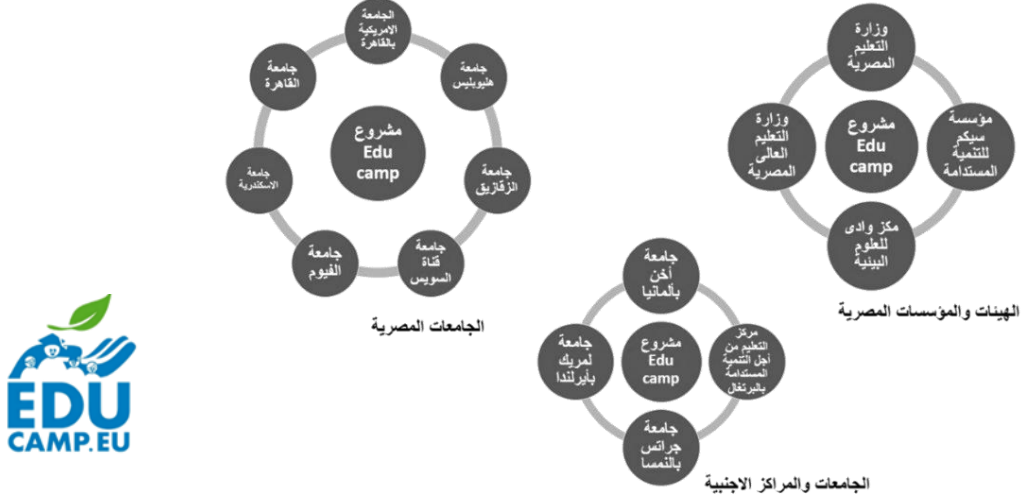 الجامعة
الامريكية
بالقاهرة
جامعة
هليوبليس
جامعة
الزقازيق
جامعة
قناة
السويس
جامعة
الفيوم
جامعة
الاسكندرية
جامعة
القاهرة
مشروع
Edu
camp
الجامعات المصرية
وزارة
التعليم
المصرية
مؤسسة
سيكم
للتنمية
المستدامة
مكز وادى
للعلوم
البينية
وزارة
التعليم
العالى
المصرية
مشروع
Edu
camp
الهينات والمؤسسات المصرية
جامعة
أخن
بألمانيا
مركز
التعليم من
أجل التنمية
المستدامة
بالبرتغال
جامعة
جراتس
بالنمسا
جامعة
لمريك
بأيرلندا
مشروع
Edu
camp
الجامعات والمراكز الاجنبية
EDU
CAMP.EU